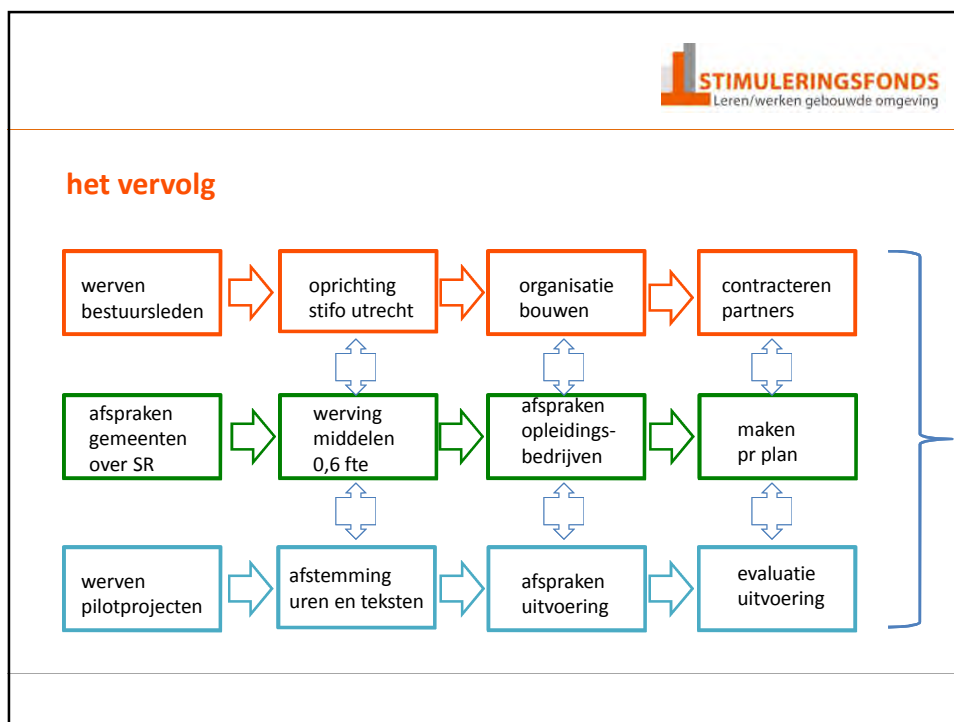 STIMULERINGSFONDS
Leren/werken gebouwde omgeving
het vervolg
werven
bestuursleden
oprichting
stifo utrecht
organisatie
bouwen
contracteren
partners
afspraken
gemeenten
over SR
werving
middelen
0,6 fte
afspraken
opleidings-
bedrijven
maken
pr plan
werven
pilotprojecten
afstemming
uren en teksten
afspraken
uitvoering
evaluatie
uitvoering